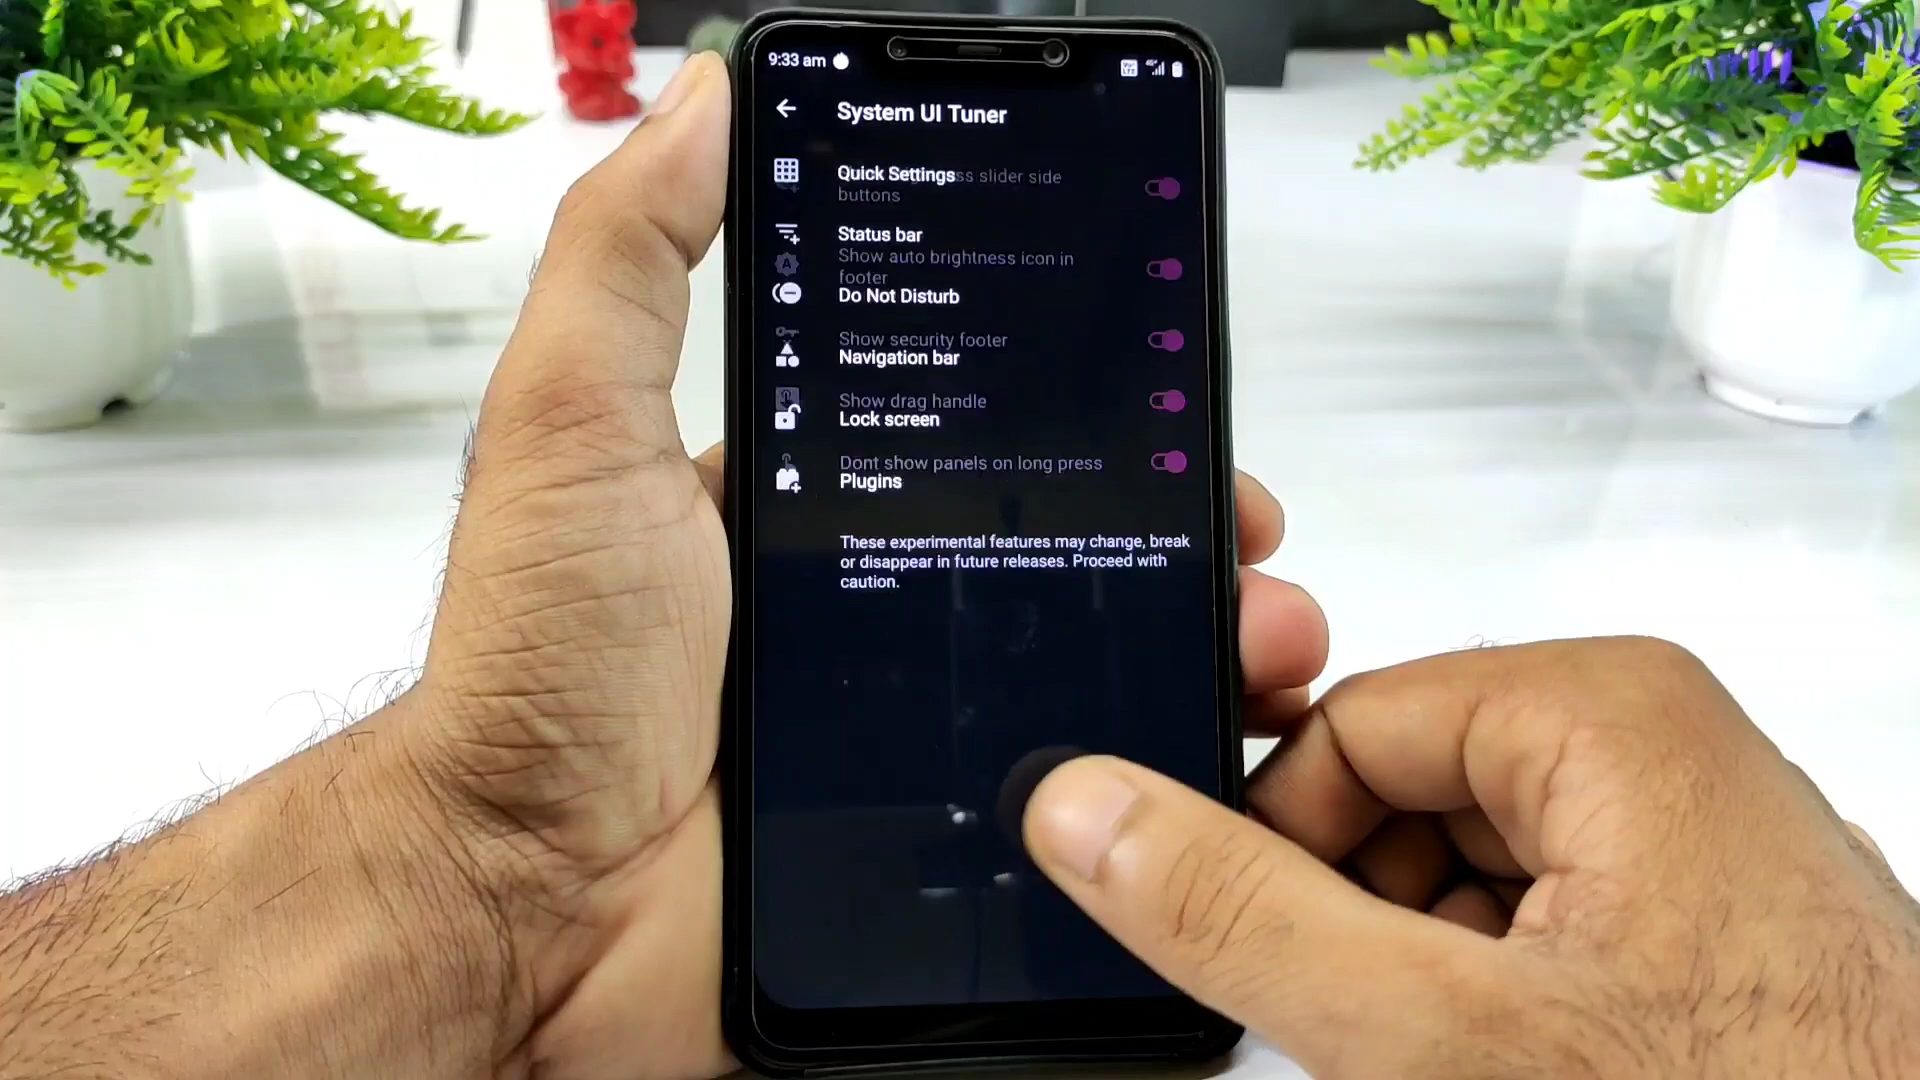 9:33 am
System UI Tuner
Quick Settings ss slider side
buttons
Status bar
Show auto brightness icon in
footer
Do Not Disturb
Show security footer
Navigation bar
Show drag handle
Lock screen
Dont show panels on long press
Plugins
These experimental features may change, break
or disappear in future releases. Proceed with
caution.